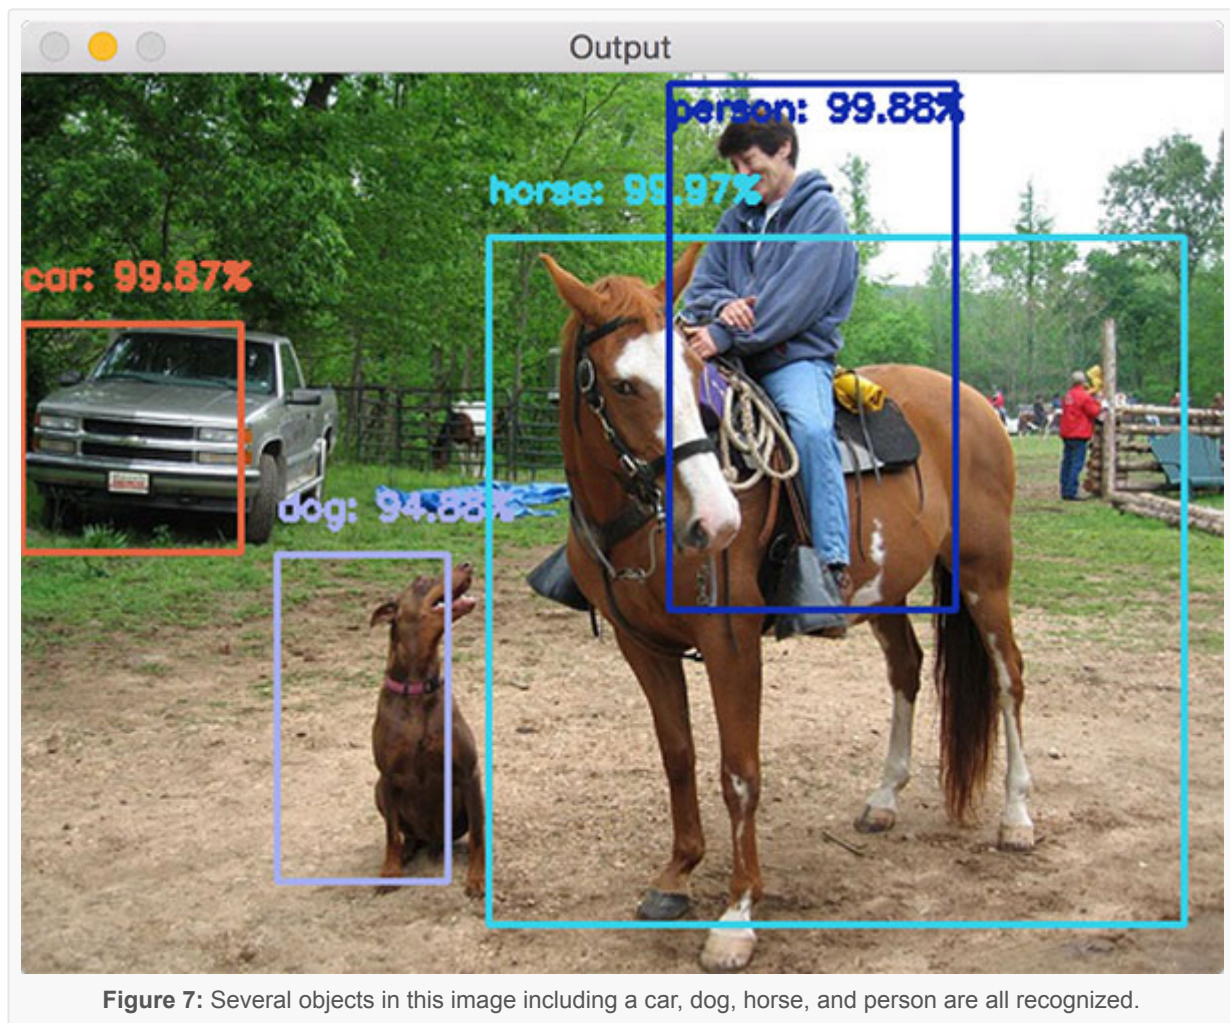 Output
person: 99.88%
horse: 99.97%
car: 99.87%
dog: 94.88%
Figure 7: Several objects in this image including a car, dog, horse, and person are all recognized.